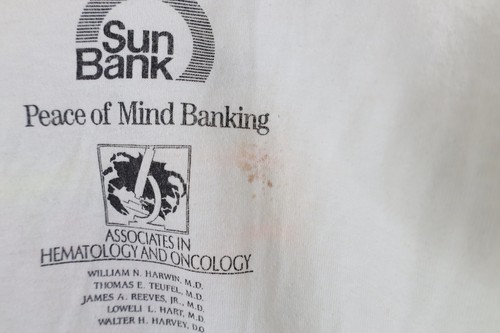 Sun
Bank
Peace of Mind Banking
ASSOCIATES IN
HEMATOLOGY AND ONCOLOGY
WILLIAM N. HARWIN, M.D.
THOMAS E. TEUFEL, M.D.
JAMES A. REEVES, JR., M.D.
LOWELL L. HART, M.D.
WALTER H. HARVEY, D.O.